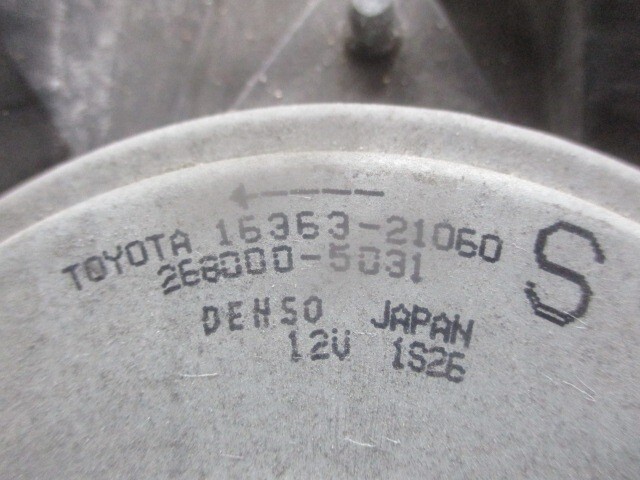 TOYOTA 16363-21060
268000-5031
S
DENSO JAPAN
12V 1S26